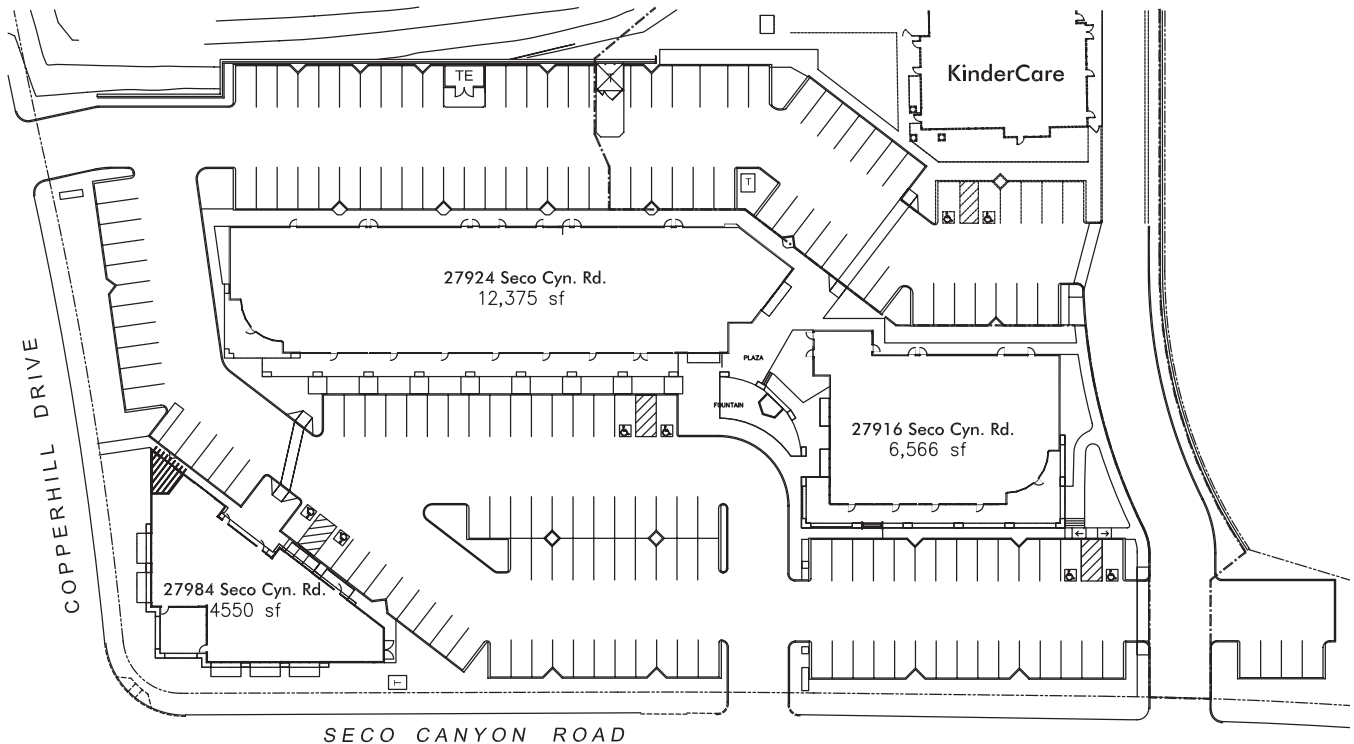 TE
T
KinderCare
T
27924 Seco Cyn. Rd.
12,375 sf
PLAZA
FOUNTAIN
27916 Seco Cyn. Rd.
6,566 sf
COPPERHILL DRIVE
27984 Seco Cyn. Rd.
4550 sf
T
SECO CANYON ROAD